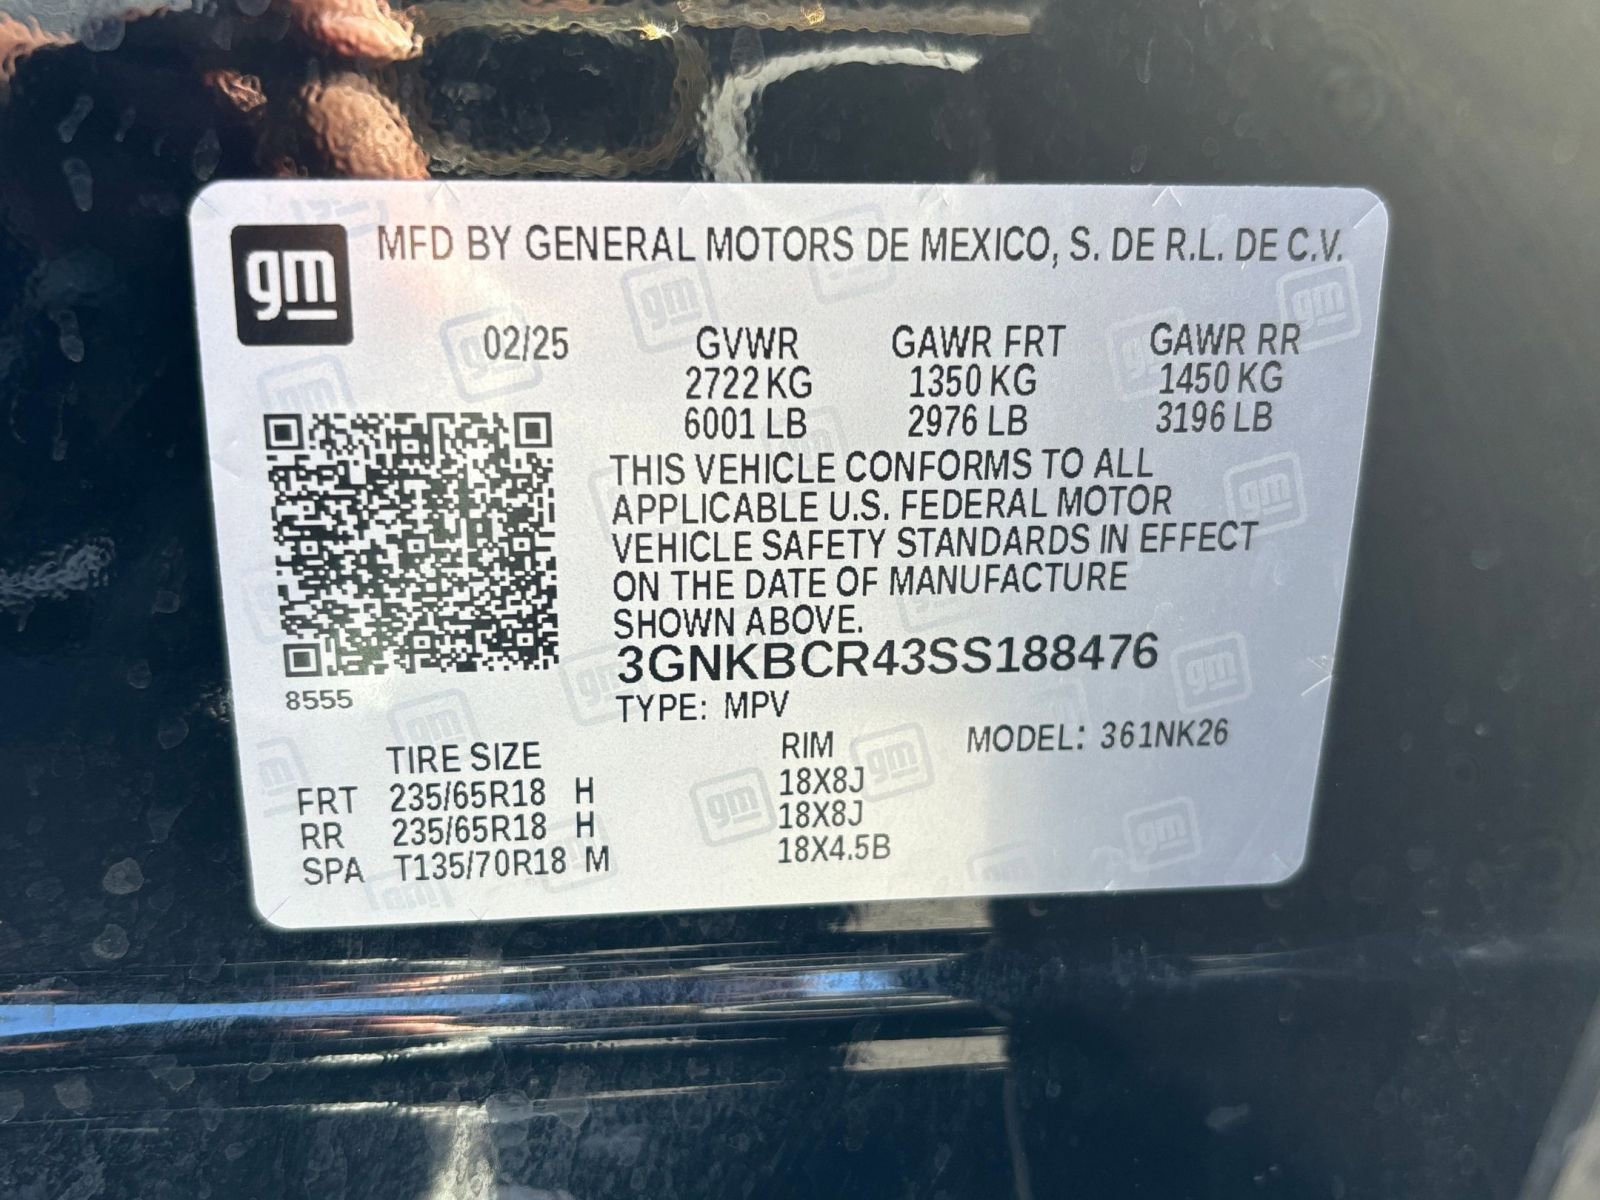 gm MFD BY GENERAL MOTORS DE MEXICO, S. DE R.L. DE C.V.
02/25 GVWR GAWR FRT GAWR RR
2722 KG 1350 KG 1450 KG
6001 LB 2976 LB 3196 LB
THIS VEHICLE CONFORMS TO ALL
APPLICABLE U.S. FEDERAL MOTOR
VEHICLE SAFETY STANDARDS IN EFFECT
ON THE DATE OF MANUFACTURE
SHOWN ABOVE.
3GNKBCR43SS188476
8555
TYPE: MPV
TIRE SIZE RIM MODEL: 361NK26
FRT 235/65R18 H 18X8J
RR 235/65R18 H 18X8J
SPA T135/70R18 M 18X4.5B